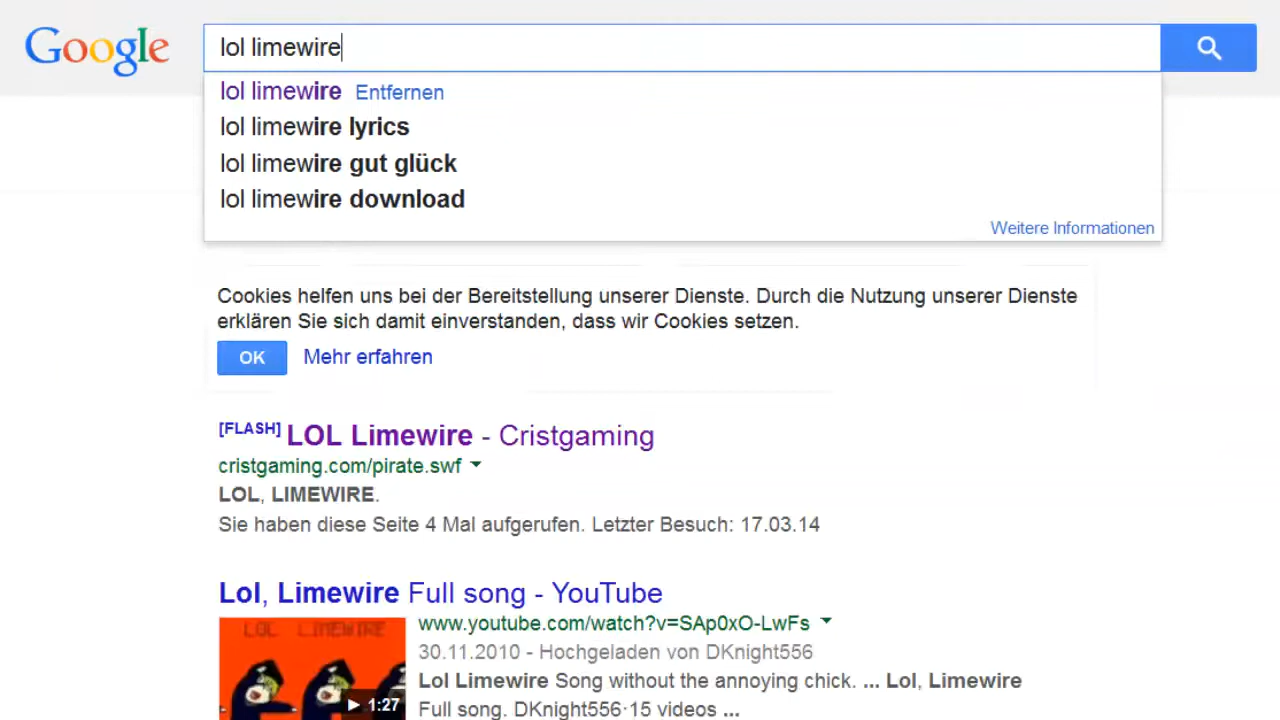 Google
lol limewire
lol limewire Entfernen
lol limewire lyrics
lol limewire gut glück
lol limewire download
Weitere Informationen
Cookies helfen uns bei der Bereitstellung unserer Dienste. Durch die Nutzung unserer Dienste
erklären Sie sich damit einverstanden, dass wir Cookies setzen.
OK Mehr erfahren
[FLASH] LOL Limewire - Cristgaming
cristgaming.com/pirate.swf
LOL, LIMEWIRE.
Sie haben diese Seite 4 Mal aufgerufen. Letzter Besuch: 17.03.14
Lol, Limewire Full song - YouTube
LOL LIMEWIRE
www.youtube.com/watch?v=SAp0xO-LwFs
30.11.2010 - Hochgeladen von DKnight556
Lol Limewire Song without the annoying chick. ... Lol, Limewire
1:27
Full song. DKnight556·15 videos ...